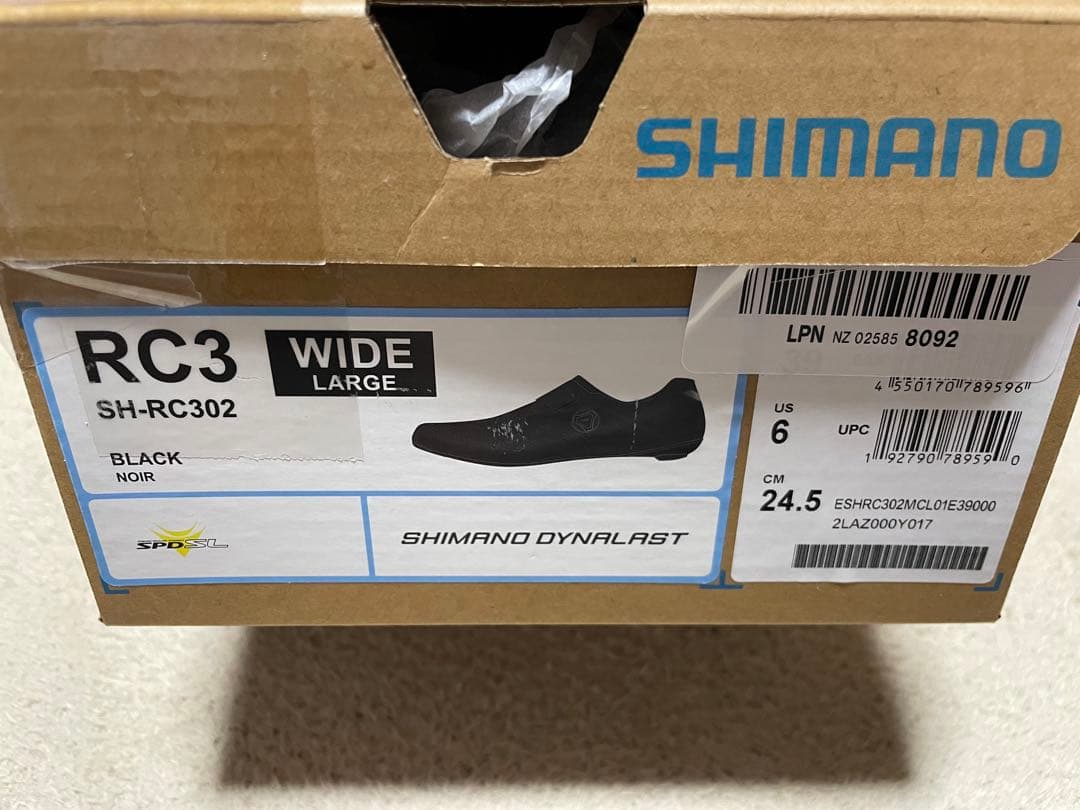 SHIMANO
LPN NZ 02585 8092
RC3
WIDE
LARGE
SH-RC302
BLACK
NOIR
SPD-SL
SHIMANO DYNALAST
4 550170 789596
US
6
UPC
1 92790 78959 0
CM
24.5
ESHRC302MCL01E39000
2LAZ000Y017